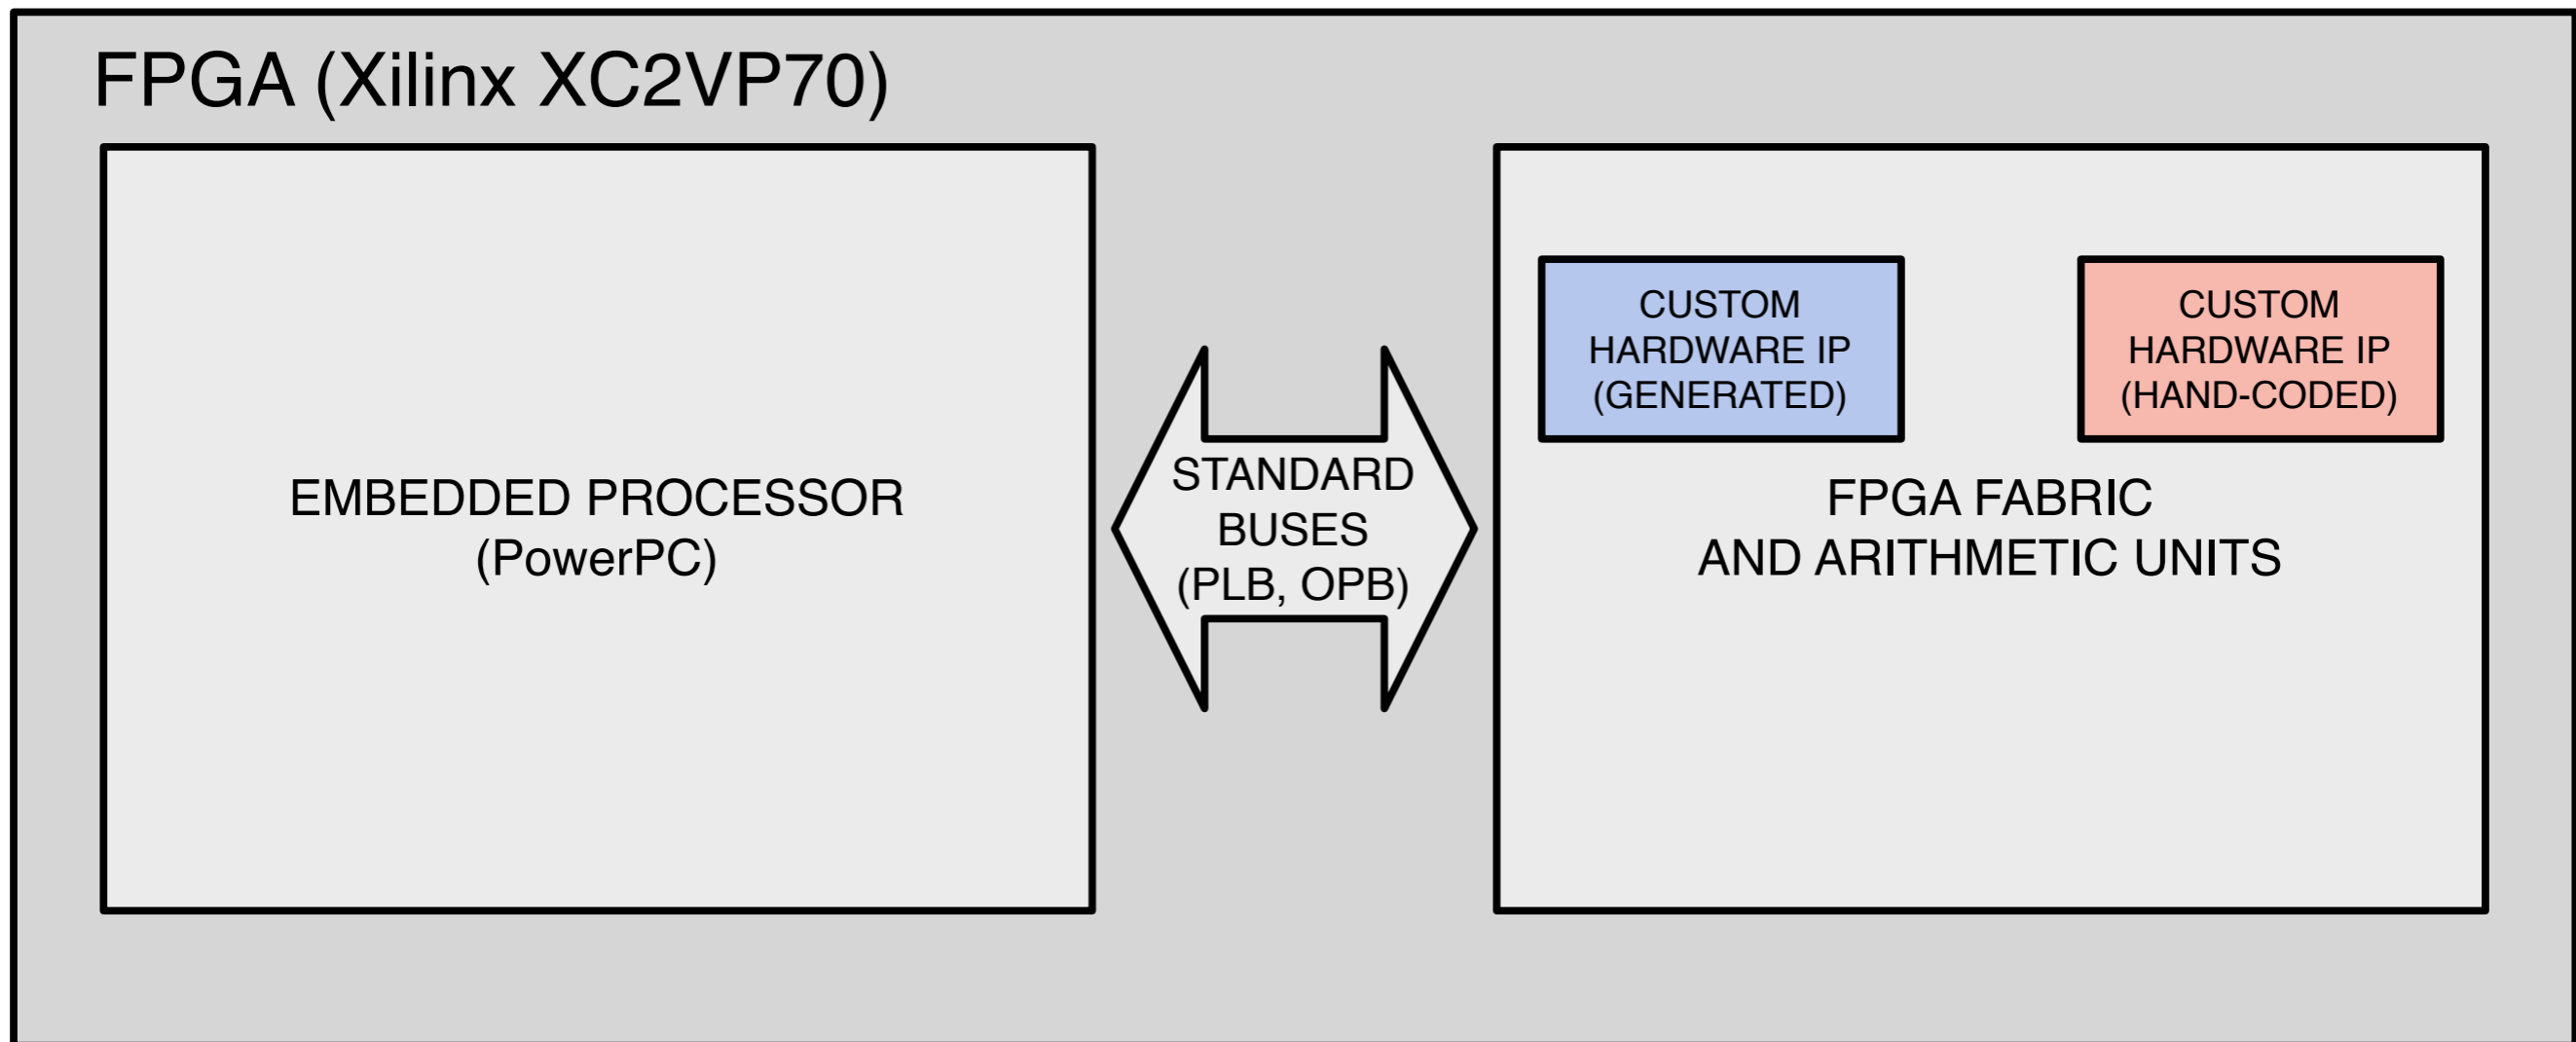 FPGA (Xilinx XC2VP70)
EMBEDDED PROCESSOR
(PowerPC)
STANDARD
BUSES
(PLB, OPB)
CUSTOM
HARDWARE IP
(GENERATED)
CUSTOM
HARDWARE IP
(HAND-CODED)
FPGA FABRIC
AND ARITHMETIC UNITS